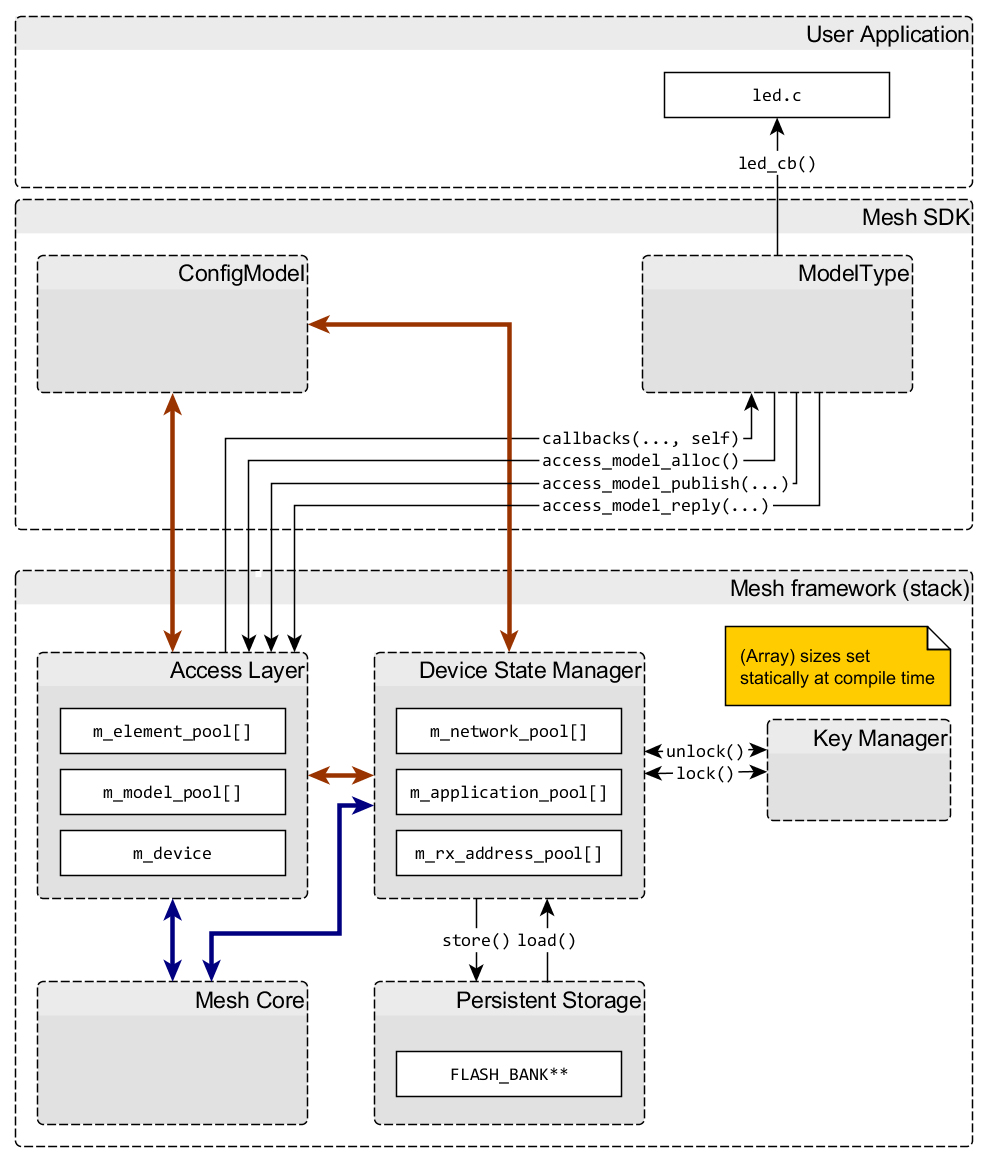 User Application
led.c
led_cb()
Mesh SDK
ConfigModel
ModelType
callbacks(..., self)
access_model_alloc()
access_model_publish(...)
access_model_reply(...)
Mesh framework (stack)
(Array) sizes set
statically at compile time
Access Layer
m_element_pool[]
m_model_pool[]
m_device
Device State Manager
m_network_pool[]
m_application_pool[]
m_rx_address_pool[]
Key Manager
unlock()
lock()
store()
load()
Mesh Core
Persistent Storage
FLASH_BANK**